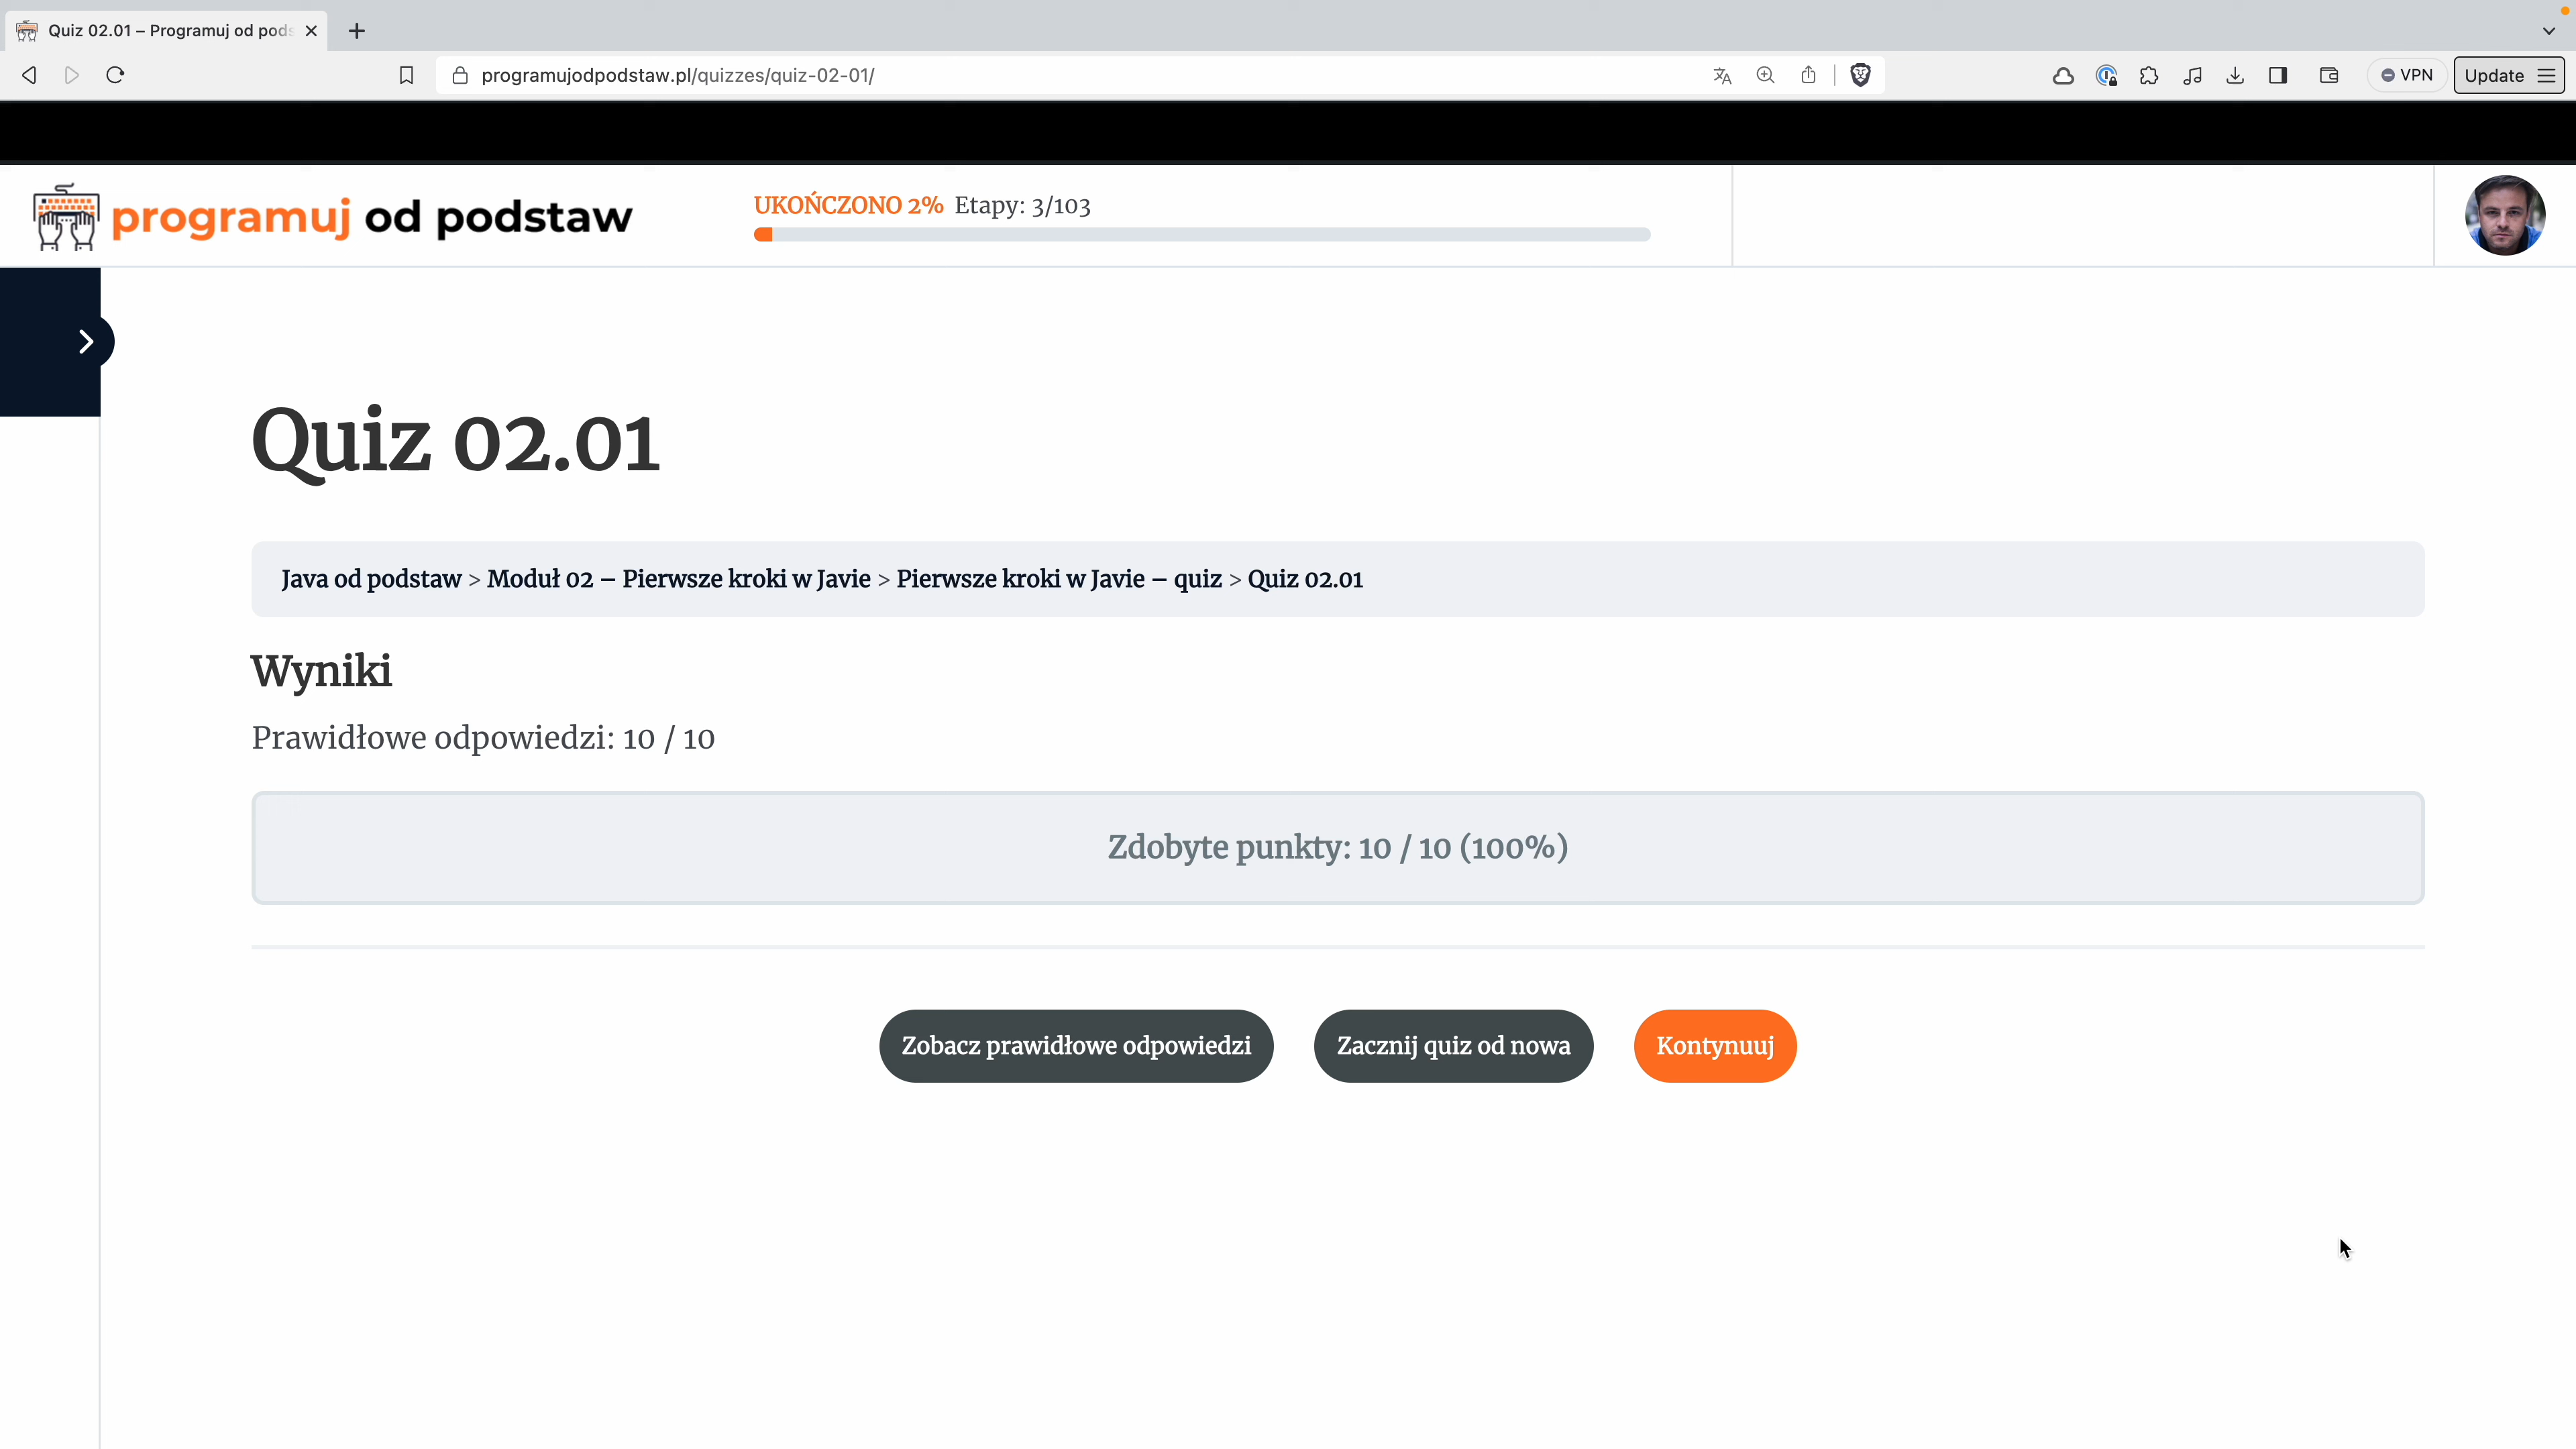 Quiz 02.01 – Programuj od pods
programujodpodstaw.pl/quizzes/quiz-02-01/
VPN
Update
programuj od podstaw
UKOŃCZONO 2% Etapy: 3/103
Quiz 02.01
Java od podstaw > Moduł 02 – Pierwsze kroki w Javie > Pierwsze kroki w Javie – quiz > Quiz 02.01
Wyniki
Prawidłowe odpowiedzi: 10 / 10
Zdobyte punkty: 10 / 10 (100%)
Zobacz prawidłowe odpowiedzi
Zacznij quiz od nowa
Kontynuuj